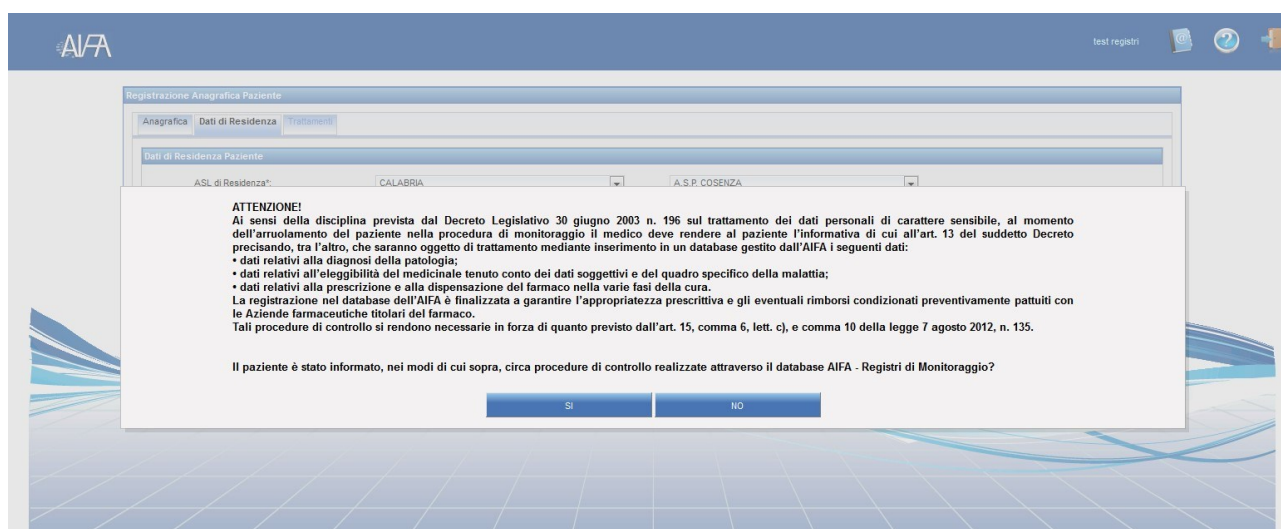 AIFA
test registri
Registrazione Anagrafica Paziente
Anagrafica Dati di Residenza Trattamenti
Dati di Residenza Paziente
ASL di Residenza*: CALABRIA A.S.P. COSENZA
ATTENZIONE!
Ai sensi della disciplina prevista dal Decreto Legislativo 30 giugno 2003 n. 196 sul trattamento dei dati personali di carattere sensibile, al momento
dell'arruolamento del paziente nella procedura di monitoraggio il medico deve rendere al paziente l'informativa di cui all'art. 13 del suddetto Decreto
precisando, tra l'altro, che saranno oggetto di trattamento mediante inserimento in un database gestito dall'AIFA i seguenti dati:
• dati relativi alla diagnosi della patologia;
• dati relativi all'eleggibilità del medicinale tenuto conto dei dati soggettivi e del quadro specifico della malattia;
• dati relativi alla prescrizione e alla dispensazione del farmaco nella varie fasi della cura.
La registrazione nel database dell'AIFA è finalizzata a garantire l'appropriatezza prescrittiva e gli eventuali rimborsi condizionati preventivamente pattuiti con
le Aziende farmaceutiche titolari del farmaco.
Tali procedure di controllo si rendono necessarie in forza di quanto previsto dall'art. 15, comma 6, lett. c), e comma 10 della legge 7 agosto 2012, n. 135.
Il paziente è stato informato, nei modi di cui sopra, circa procedure di controllo realizzate attraverso il database AIFA - Registri di Monitoraggio?
SI NO